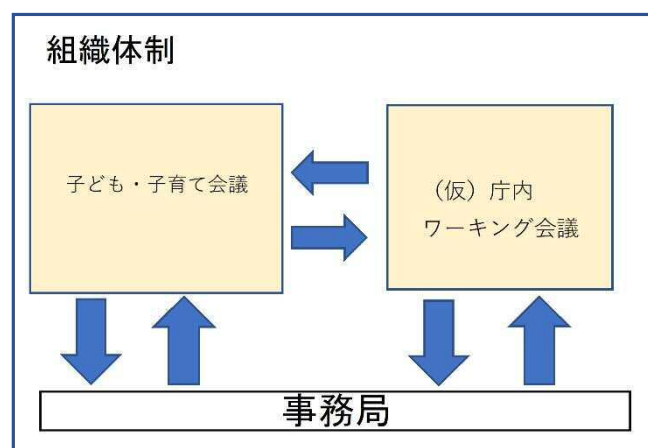 組織体制
子ども・子育て会議
（仮）庁内
ワーキング会議
事務局